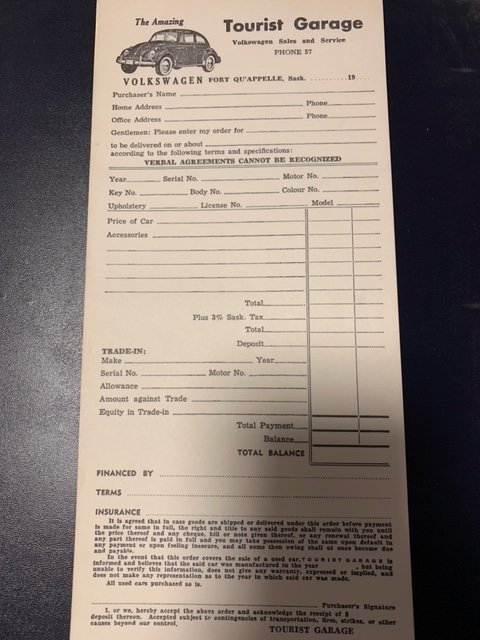 The Amazing
Tourist Garage
Volkswagen Sales and Service
PHONE 57
VOLKSWAGEN FORT QU'APPELLE, Sask. .......... 19 ....
Purchaser's Name
Home Address Phone
Office Address Phone
Gentlemen: Please enter my order for
to be delivered on or about
according to the following terms and specifications:
VERBAL AGREEMENTS CANNOT BE RECOGNIZED
Year Serial No. Motor No.
Key No. Body No. Colour No.
Upholstery License No. Model
Price of Car
Accessories
Total
Plus 3% Sask. Tax
Total
Deposit
TRADE-IN:
Make Year
Serial No. Motor No.
Allowance
Amount against Trade
Equity in Trade-in
Total Payment
Balance
TOTAL BALANCE
FINANCED BY
TERMS
INSURANCE
It is agreed that in case goods are shipped or delivered under this order before payment
is made for same in full, the right and title to any said goods shall remain with you until
the price thereof and any cheque, bill or note given thereof, or any renewal thereof and
any part thereof is paid in full and you may take possession of the same upon default in
any payment or upon feeling insecure, and all sums then owing shall at once become due
and payable.
In the event that this order covers the sale of a used car, TOURIST GARAGE is
informed and believes that the said car was manufactured in the year , but being
unable to verify this information, does not give any warranty, expressed or implied, and
does not make any representation as to the year in which said car was made.
All used cars purchased as is.
Purchaser's Signature
I, or we, hereby accept the above order and acknowledge the receipt of $
deposit thereon. Accepted subject to contingencies of transportation, fires, strikes, or other
causes beyond our control,
TOURIST GARAGE